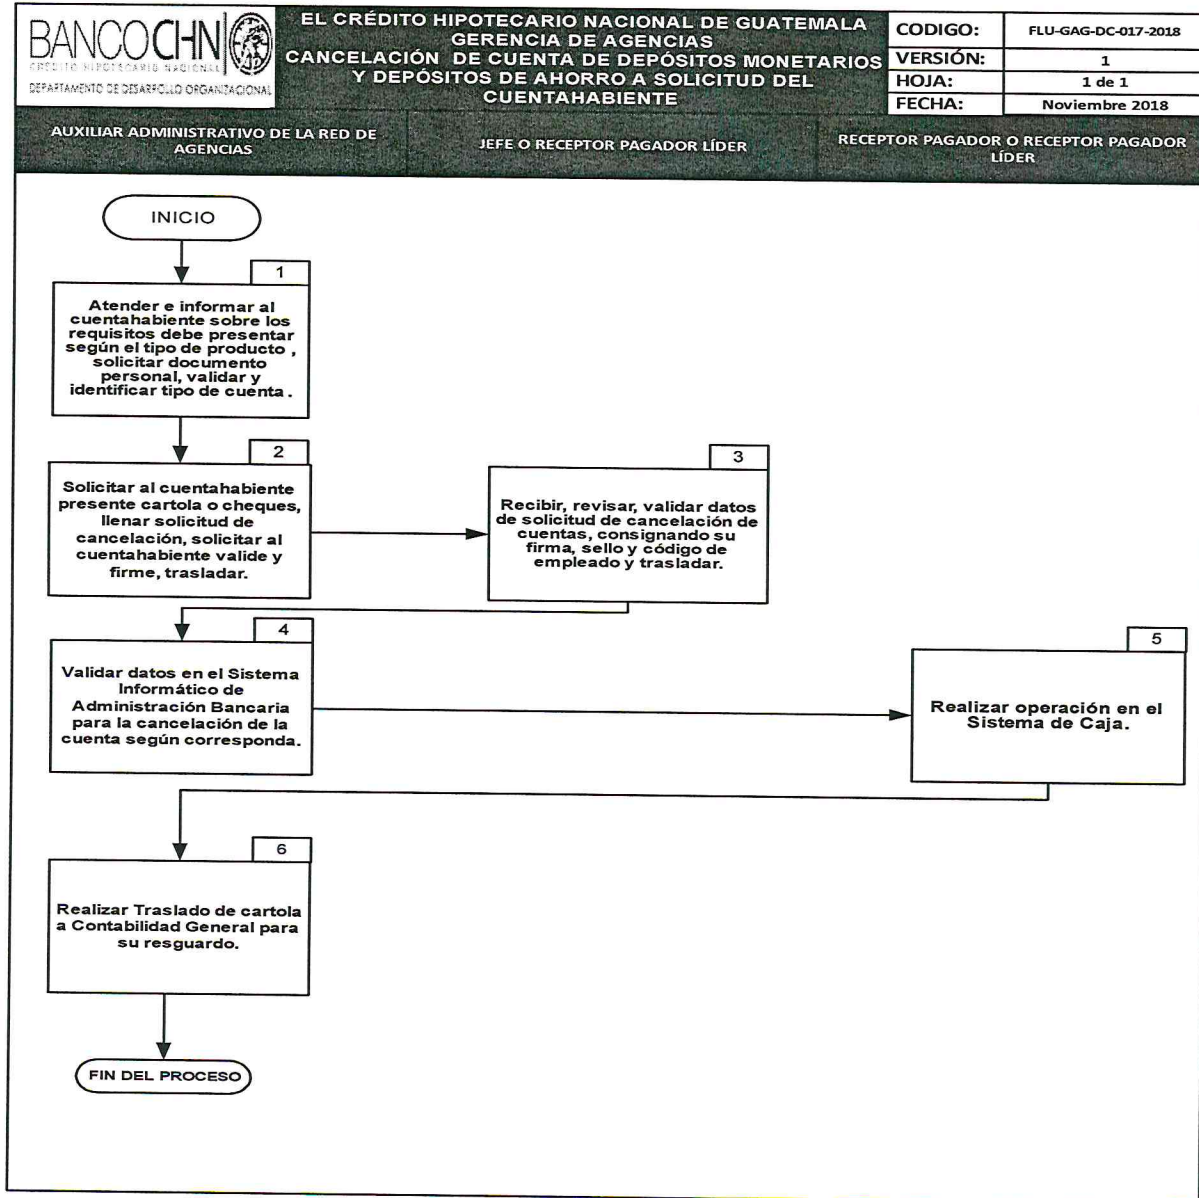 BANCO CHN
CRÉDITO HIPOTECARIO NACIONAL
DEPARTAMENTO DE DESARROLLO ORGANIZACIONAL
EL CRÉDITO HIPOTECARIO NACIONAL DE GUATEMALA
GERENCIA DE AGENCIAS
CANCELACIÓN DE CUENTA DE DEPÓSITOS MONETARIOS
Y DEPÓSITOS DE AHORRO A SOLICITUD DEL
CUENTAHABIENTE
CODIGO: FLU-GAG-DC-017-2018
VERSIÓN: 1
HOJA: 1 de 1
FECHA: Noviembre 2018
AUXILIAR ADMINISTRATIVO DE LA RED DE
AGENCIAS
JEFE O RECEPTOR PAGADOR LÍDER
RECEPTOR PAGADOR O RECEPTOR PAGADOR
LÍDER
INICIO
1
Atender e informar al
cuentahabiente sobre los
requisitos debe presentar
según el tipo de producto ,
solicitar documento
personal, validar y
identificar tipo de cuenta .
2
Solicitar al cuentahabiente
presente cartola o cheques,
llenar solicitud de
cancelación, solicitar al
cuentahabiente valide y
firme, trasladar.
3
Recibir, revisar, validar datos
de solicitud de cancelación de
cuentas, consignando su
firma, sello y código de
empleado y trasladar.
4
Validar datos en el Sistema
Informático de
Administración Bancaria
para la cancelación de la
cuenta según corresponda.
5
Realizar operación en el
Sistema de Caja.
6
Realizar Traslado de cartola
a Contabilidad General para
su resguardo.
FIN DEL PROCESO